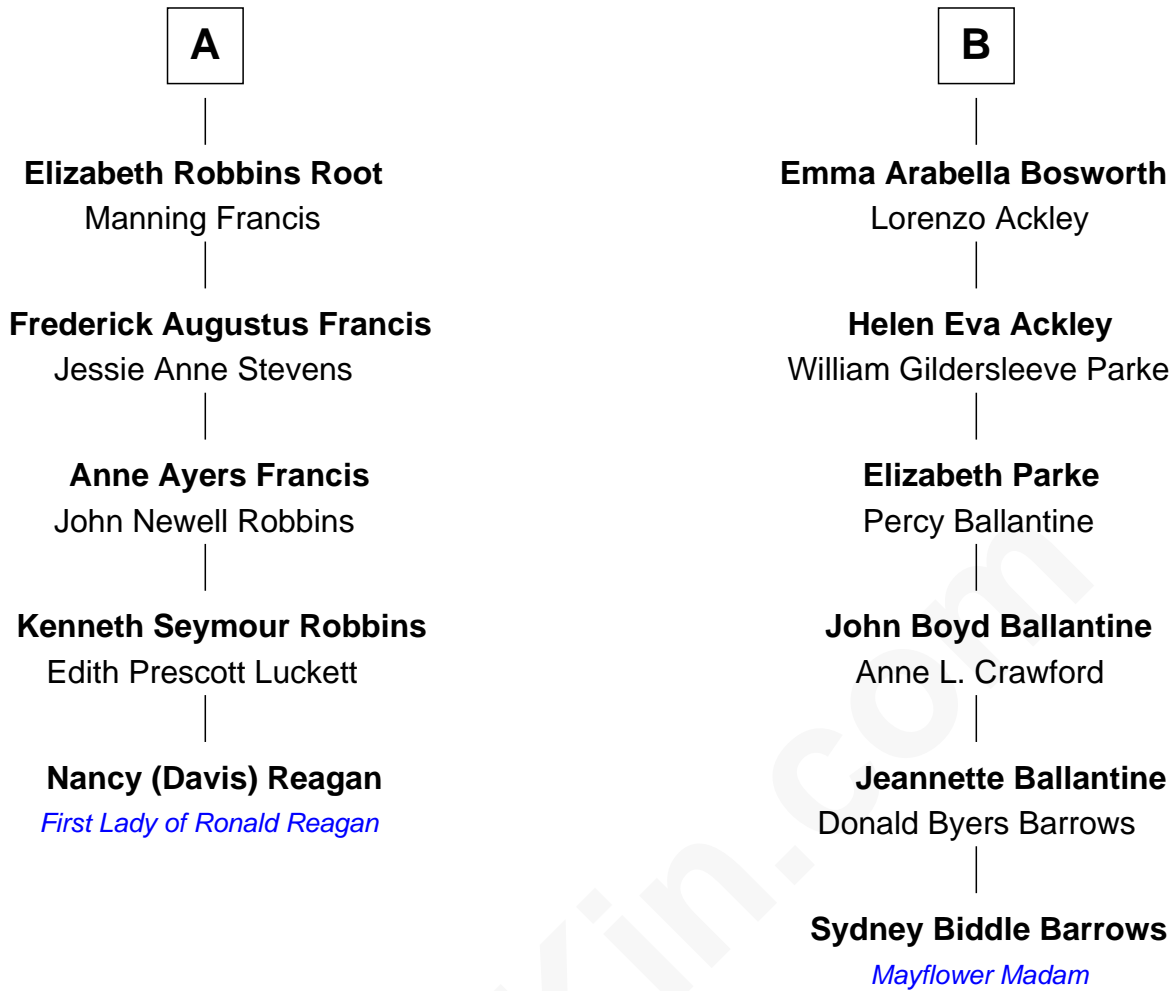 A
Elizabeth Robbins Root
Manning Francis
Frederick Augustus Francis
Jessie Anne Stevens
Anne Ayers Francis
John Newell Robbins
Kenneth Seymour Robbins
Edith Prescott Luckett
Nancy (Davis) Reagan
First Lady of Ronald Reagan
B
Emma Arabella Bosworth
Lorenzo Ackley
Helen Eva Ackley
William Gildersleeve Parke
Elizabeth Parke
Percy Ballantine
John Boyd Ballantine
Anne L. Crawford
Jeannette Ballantine
Donald Byers Barrows
Sydney Biddle Barrows
Mayflower Madam
Kin.com